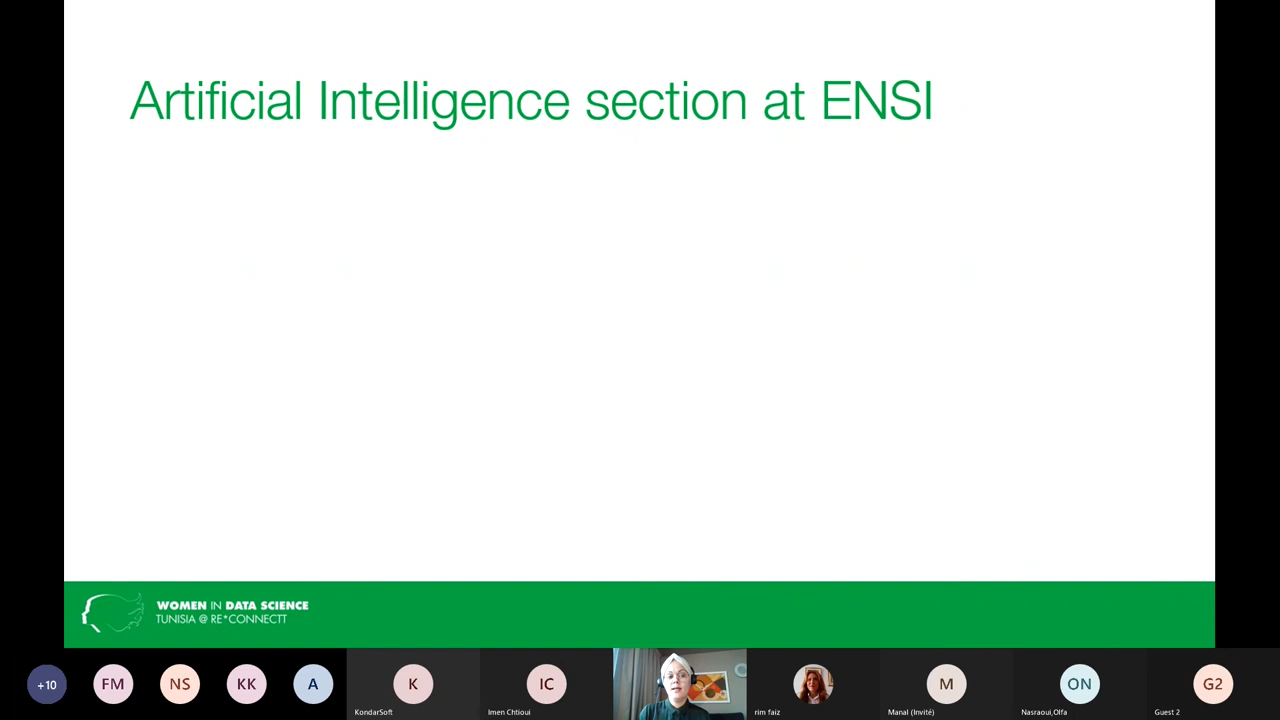 Artificial Intelligence section at ENSI
WOMEN IN DATA SCIENCE
TUNISIA @ RE*CONNECTT
+10
FM
NS
KK
A
K
IC
M
ON
G2
KondarSoft
Imen Chtioui
rim faiz
Manal (Invité)
Nasraoui,Olfa
Guest 2